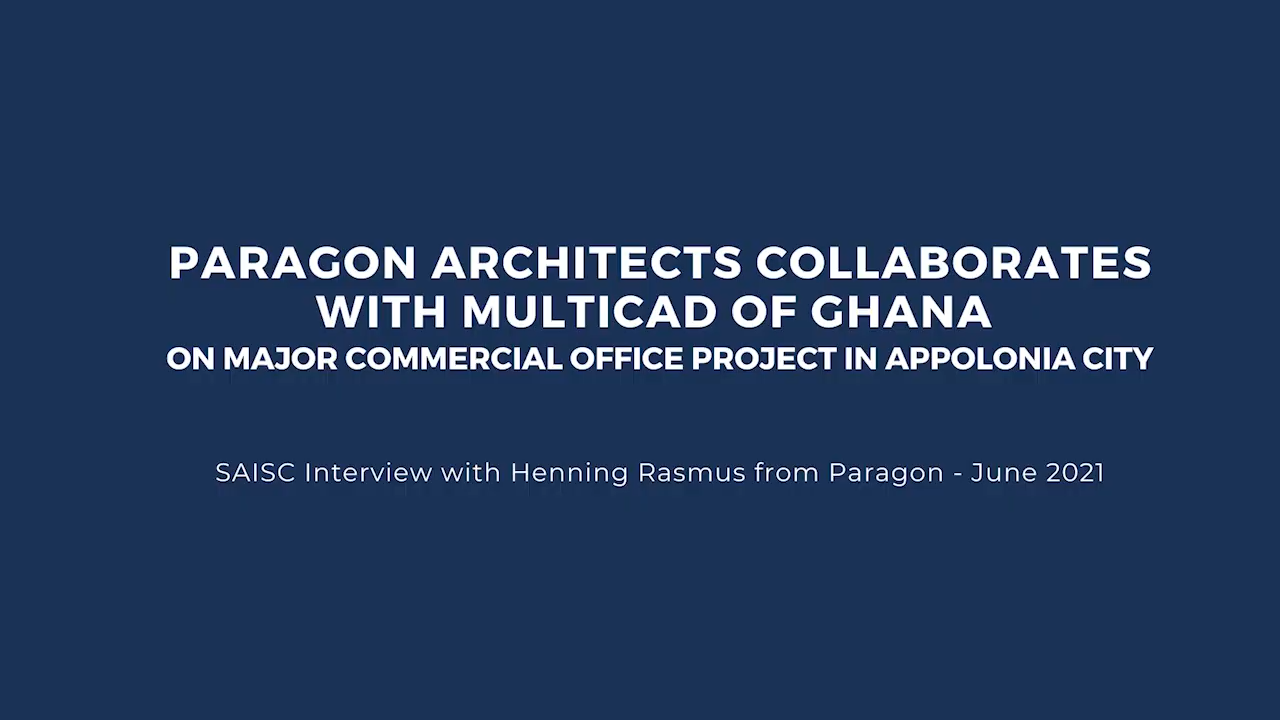 PARAGON ARCHITECTS COLLABORATES
WITH MULTICAD OF GHANA
ON MAJOR COMMERCIAL OFFICE PROJECT IN APPOLONIA CITY
SAISC Interview with Henning Rasmus from Paragon - June 2021